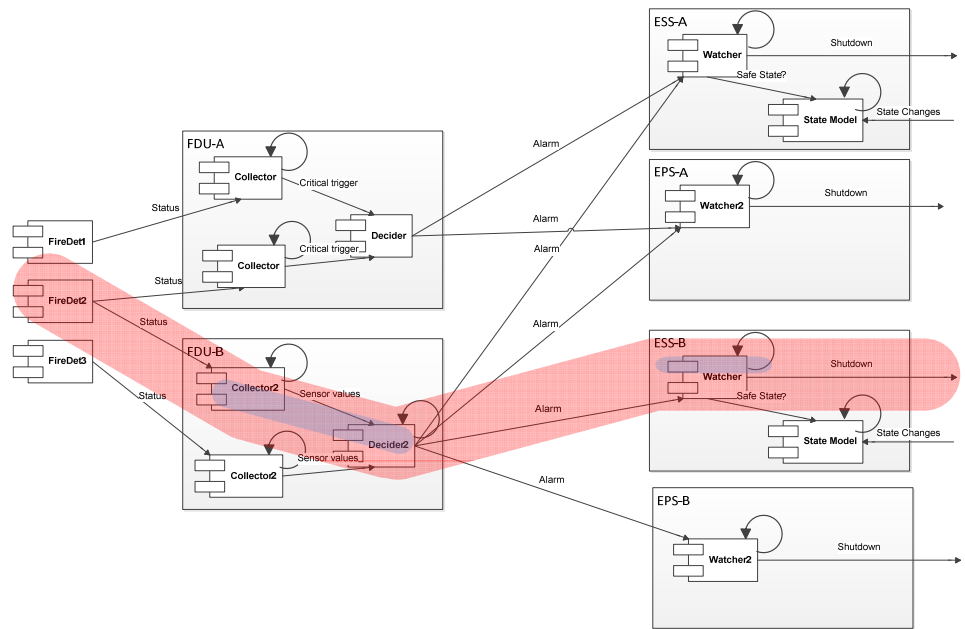 ESS-A
Watcher
Shutdown
Safe State?
State Model
State Changes
FDU-A
Collector
Critical trigger
Alarm
EPS-A
Watcher2
Shutdown
Status
FireDet1
Decider
Alarm
Alarm
Collector
Critical trigger
Status
FireDet2
Status
Alarm
FDU-B
ESS-B
FireDet3
Collector2
Sensor values
Watcher
Shutdown
Safe State?
Status
Alarm
Decider2
State Model
State Changes
Sensor values
Collector2
Alarm
EPS-B
Watcher2
Shutdown